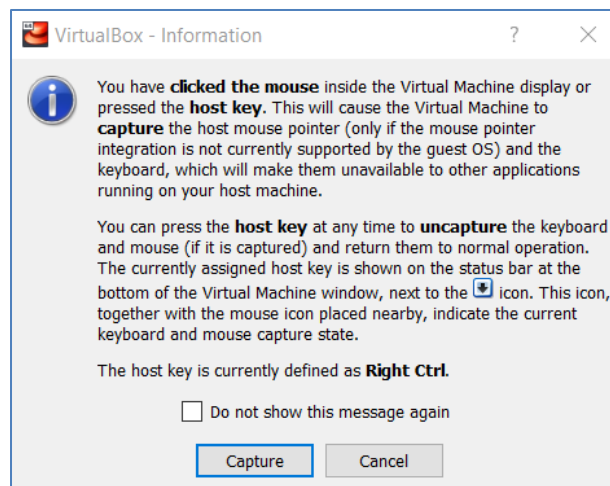 VirtualBox - Information ? ×
You have clicked the mouse inside the Virtual Machine display or
pressed the host key. This will cause the Virtual Machine to
capture the host mouse pointer (only if the mouse pointer
integration is not currently supported by the guest OS) and the
keyboard, which will make them unavailable to other applications
running on your host machine.
You can press the host key at any time to uncapture the keyboard
and mouse (if it is captured) and return them to normal operation.
The currently assigned host key is shown on the status bar at the
bottom of the Virtual Machine window, next to the icon. This icon,
together with the mouse icon placed nearby, indicate the current
keyboard and mouse capture state.
The host key is currently defined as Right Ctrl.
Do not show this message again
Capture Cancel